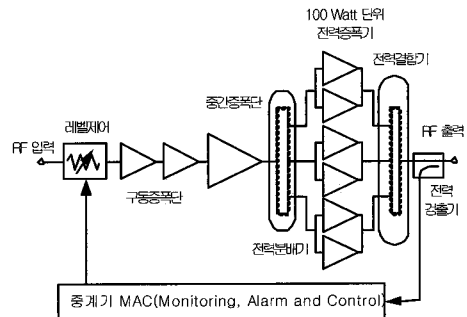 100 Watt 단위
전력증폭기
전력결합기
중간증폭단
레벨제어
RF 입력
RF 출력
구동증폭단
전력
검출기
전력분배기
중계기 MAC(Monitoring, Alarm and Control)